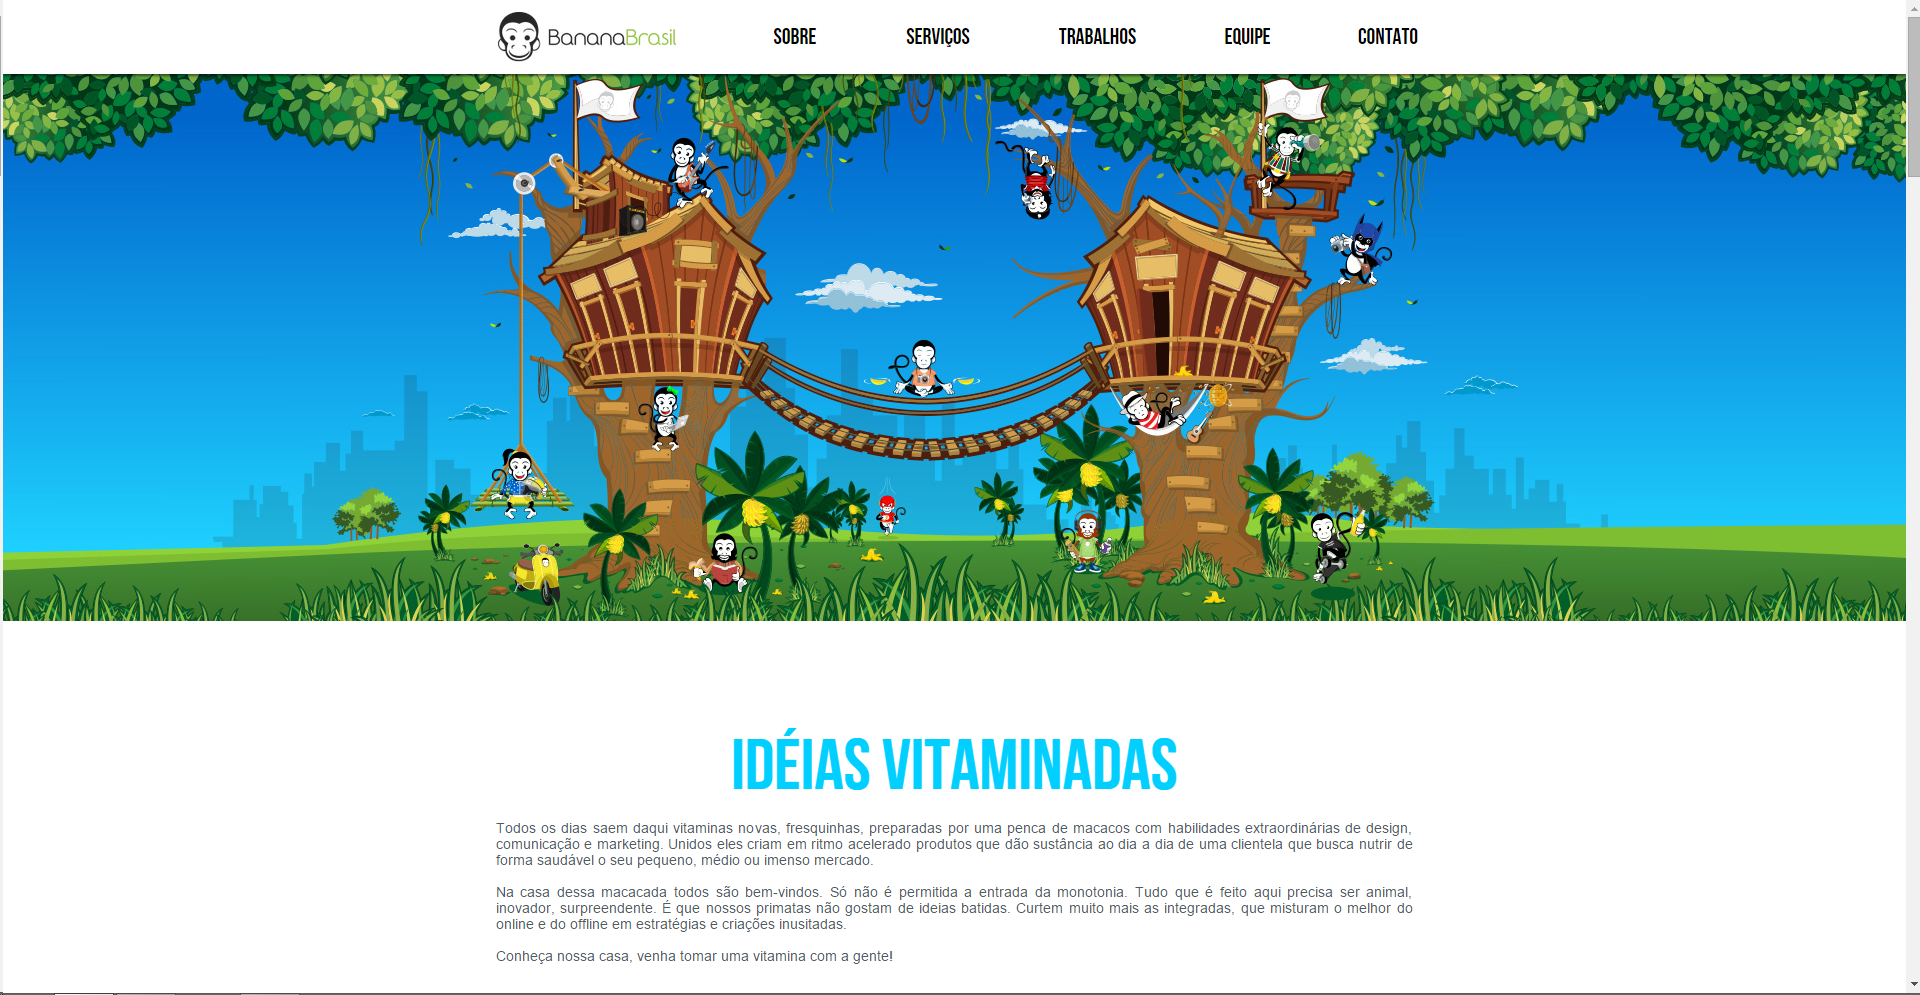 BananaBrasil
SOBRE
SERVIÇOS
TRABALHOS
EQUIPE
CONTATO
IDÉIAS VITAMINADAS
Todos os dias saem daqui vitaminas novas, fresquinhas, preparadas por uma penca de macacos com habilidades extraordinárias de design,
comunicação e marketing. Unidos eles criam em ritmo acelerado produtos que dão sustância ao dia a dia de uma clientela que busca nutrir de
forma saudável o seu pequeno, médio ou imenso mercado.
Na casa dessa macacada todos são bem-vindos. Só não é permitida a entrada da monotonia. Tudo que é feito aqui precisa ser animal,
inovador, surpreendente. É que nossos primatas não gostam de ideias batidas. Curtem muito mais as integradas, que misturam o melhor do
online e do offline em estratégias e criações inusitadas.
Conheça nossa casa, venha tomar uma vitamina com a gente!